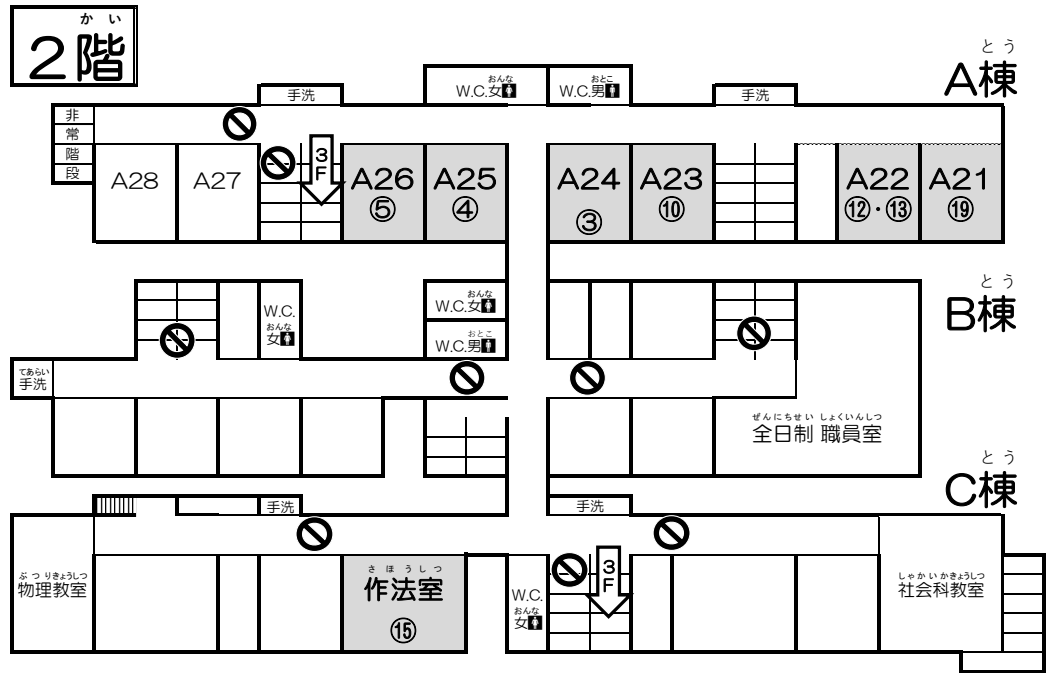 かい
2階
とう
A棟
おんな
W.C.女
おとこ
W.C.男
手洗
手洗
非
常
階
段
3F
A28
A27
A26
⑤
A25
④
A24
③
A23
⑩
A22
⑫・⑬
A21
⑲
とう
B棟
W.C.
おんな
女
おんな
W.C.女
おとこ
W.C.男
てあらい
手洗
ぜんにちせい しょくいんしつ
全日制 職員室
とう
C棟
手洗
手洗
ぶつりきょうしつ
物理教室
さほうしつ
作法室
⑮
W.C.
おんな
女
3F
しゃかいかきょうしつ
社会科教室